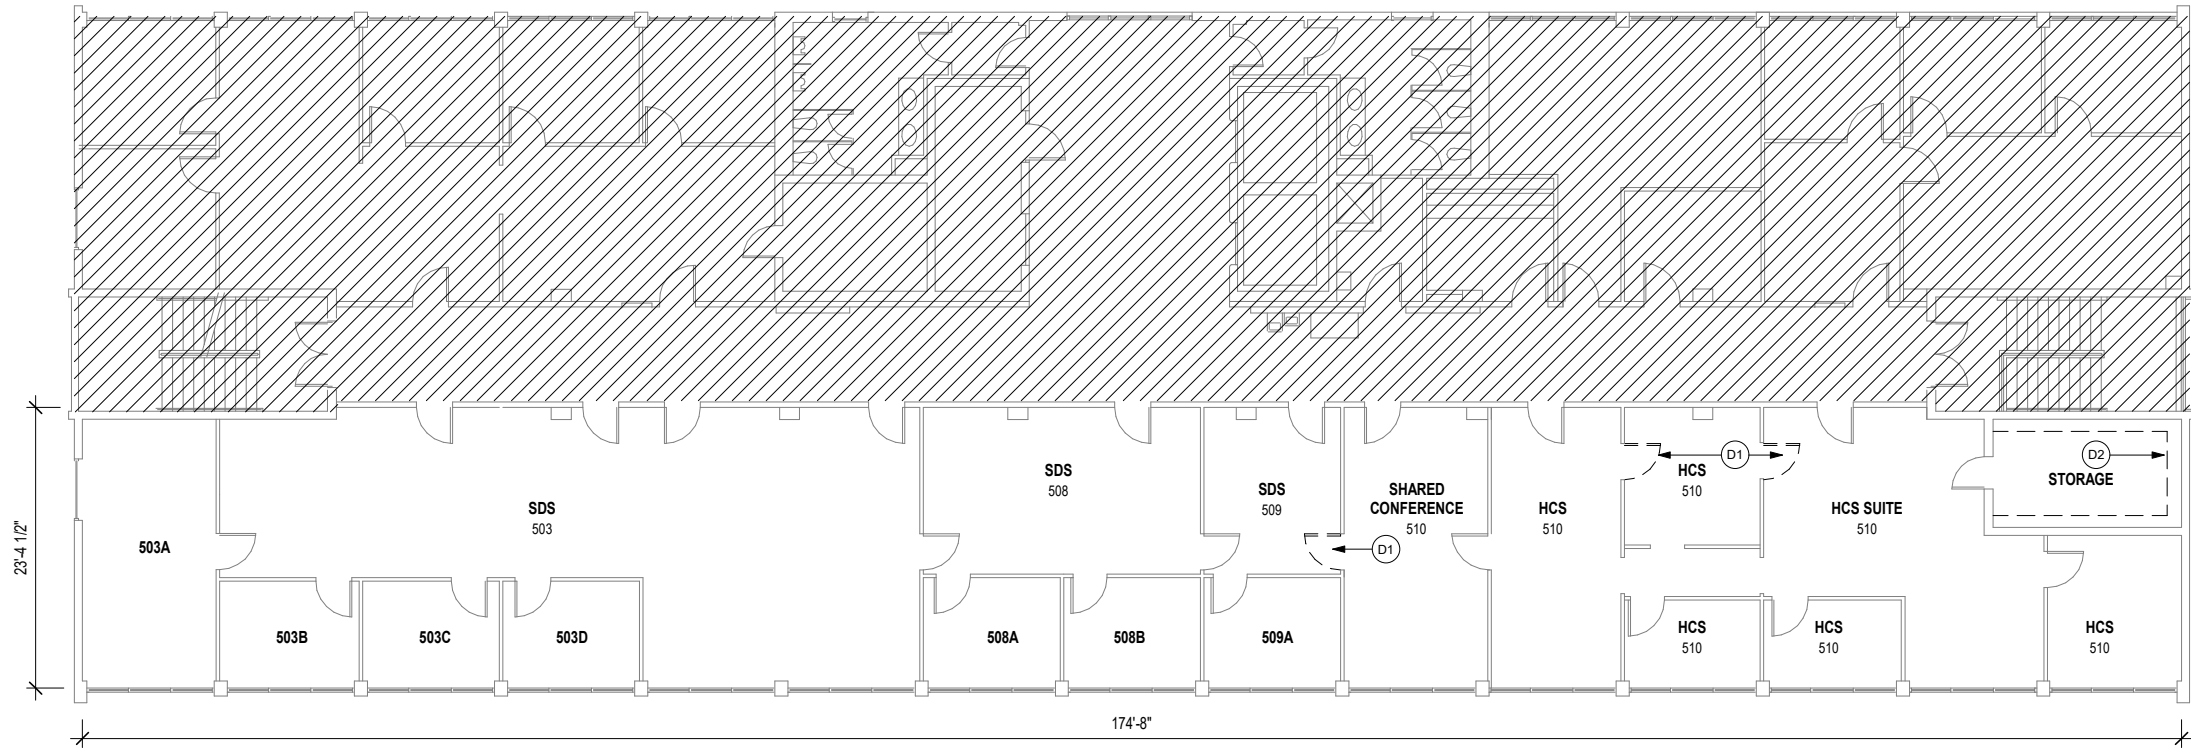 D1
D2
SDS
508
HCS
510
STORAGE
SDS
509
SHARED
CONFERENCE
510
SDS
503
HCS
510
HCS SUITE
510
503A
D1
23'-4 1/2"
503B
503C
503D
508A
508B
509A
HCS
510
HCS
510
HCS
510
174'-8"